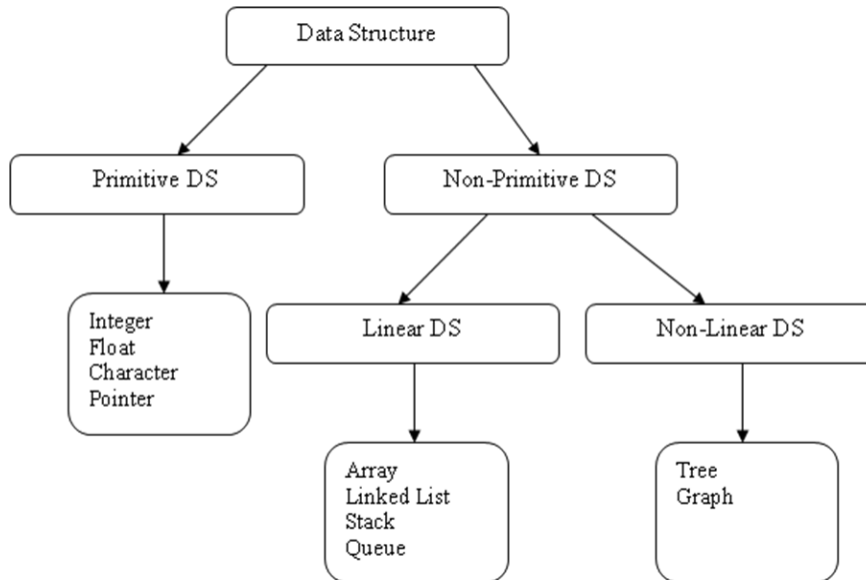 Data Structure
Primitive DS
Non-Primitive DS
Integer
Float
Character
Pointer
Linear DS
Non-Linear DS
Array
Linked List
Stack
Queue
Tree
Graph